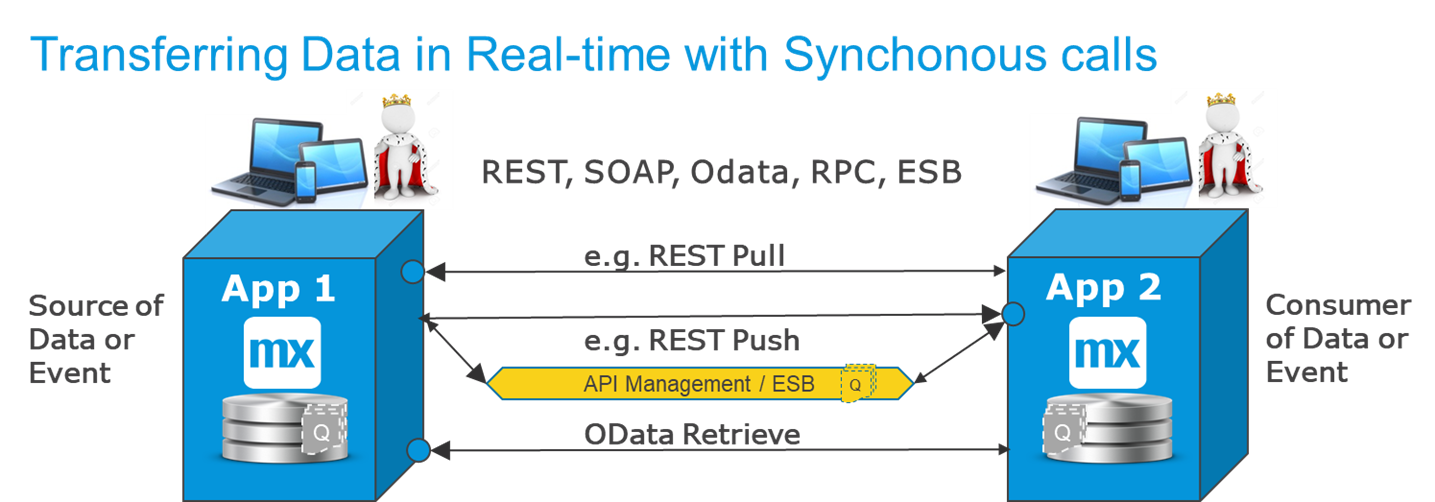 Transferring Data in Real-time with Synchonous calls
REST, SOAP, Odata, RPC, ESB
e.g. REST Pull
App 1
App 2
Source of
Data or
Event
Consumer
of Data or
Event
mx
mx
e.g. REST Push
API Management / ESB
Q
Q
Q
OData Retrieve